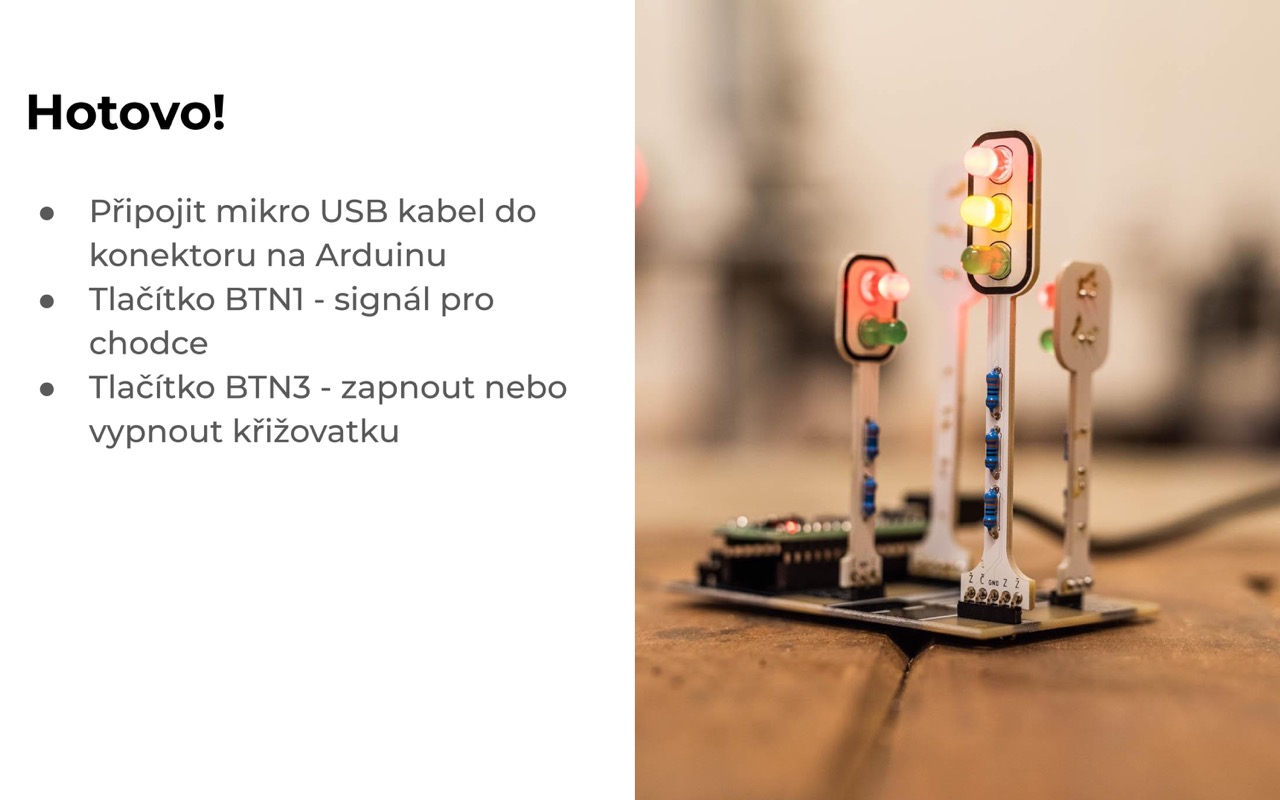 Hotovo!
● Připojit mikro USB kabel do
konektoru na Arduinu
● Tlačítko BTN1 - signál pro
chodce
● Tlačítko BTN3 - zapnout nebo
vypnout křižovatku
Ž Č GND Z Ž